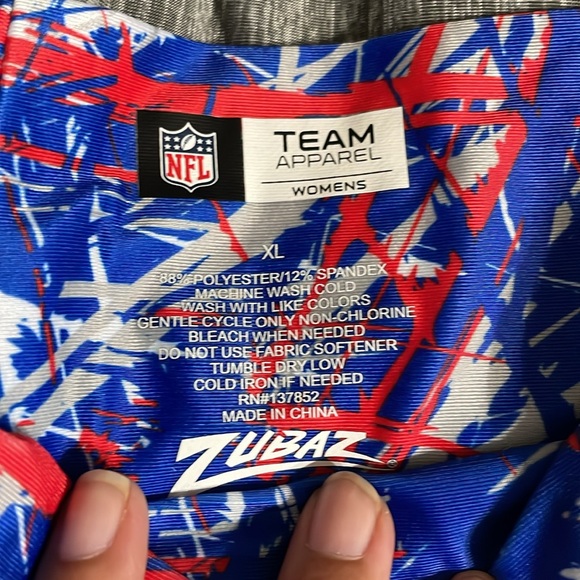 NFL
TEAM
APPAREL
WOMENS
XL
88% POLYESTER/12% SPANDEX
MACHINE WASH COLD
WASH WITH LIKE COLORS
GENTLE CYCLE ONLY NON-CHLORINE
BLEACH WHEN NEEDED
DO NOT USE FABRIC SOFTENER
TUMBLE DRY LOW
COLD IRON IF NEEDED
RN#137852
MADE IN CHINA
ZUBAZ®